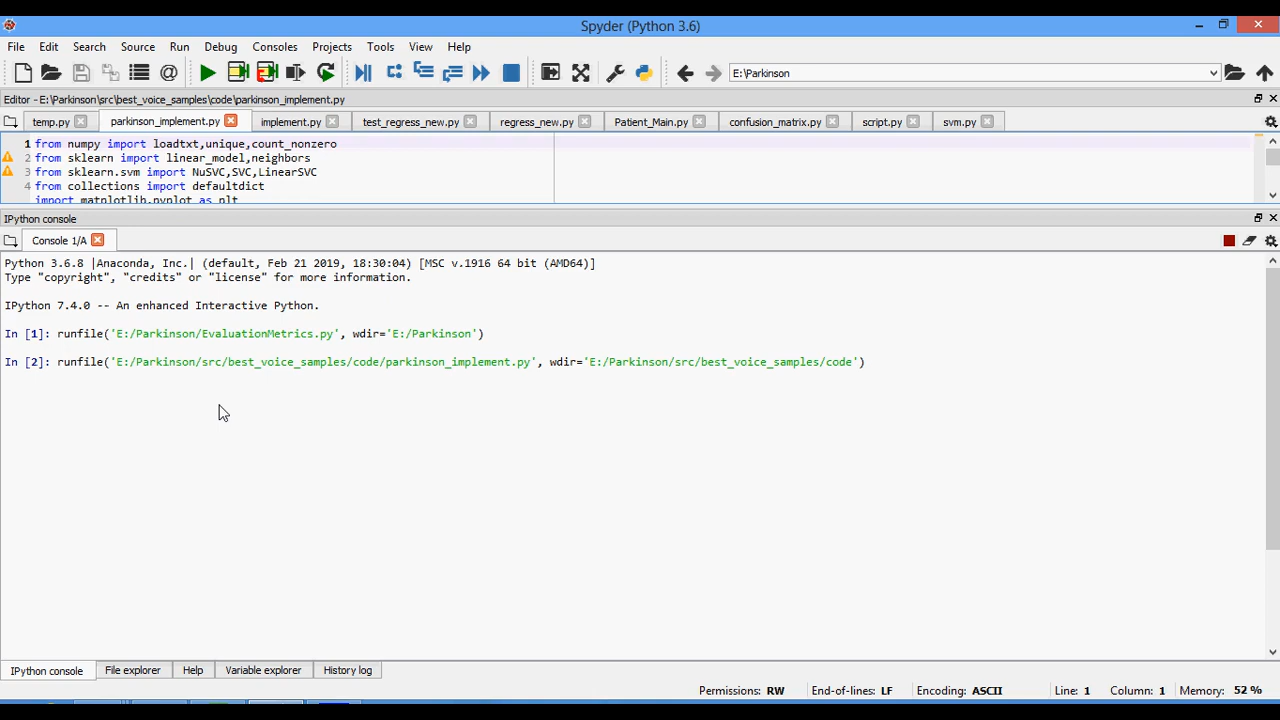 Spyder (Python 3.6)
File Edit Search Source Run Debug Consoles Projects Tools View Help
E:\Parkinson
Editor - E:\Parkinson\src\best_voice_samples\code\parkinson_implement.py
temp.py parkinson_implement.py implement.py test_regress_new.py regress_new.py Patient_Main.py confusion_matrix.py script.py svm.py
1 from numpy import loadtxt,unique,count_nonzero
2 from sklearn import linear_model,neighbors
3 from sklearn.svm import NuSVC,SVC,LinearSVC
4 from collections import defaultdict
import matplotlib.pyplot as plt
IPython console
Console 1/A
Python 3.6.8 |Anaconda, Inc.| (default, Feb 21 2019, 18:30:04) [MSC v.1916 64 bit (AMD64)]
Type "copyright", "credits" or "license" for more information.
IPython 7.4.0 -- An enhanced Interactive Python.
In [1]: runfile('E:/Parkinson/EvaluationMetrics.py', wdir='E:/Parkinson')
In [2]: runfile('E:/Parkinson/src/best_voice_samples/code/parkinson_implement.py', wdir='E:/Parkinson/src/best_voice_samples/code')
IPython console File explorer Help Variable explorer History log
Permissions: RW End-of-lines: LF Encoding: ASCII Line: 1 Column: 1 Memory: 52 %